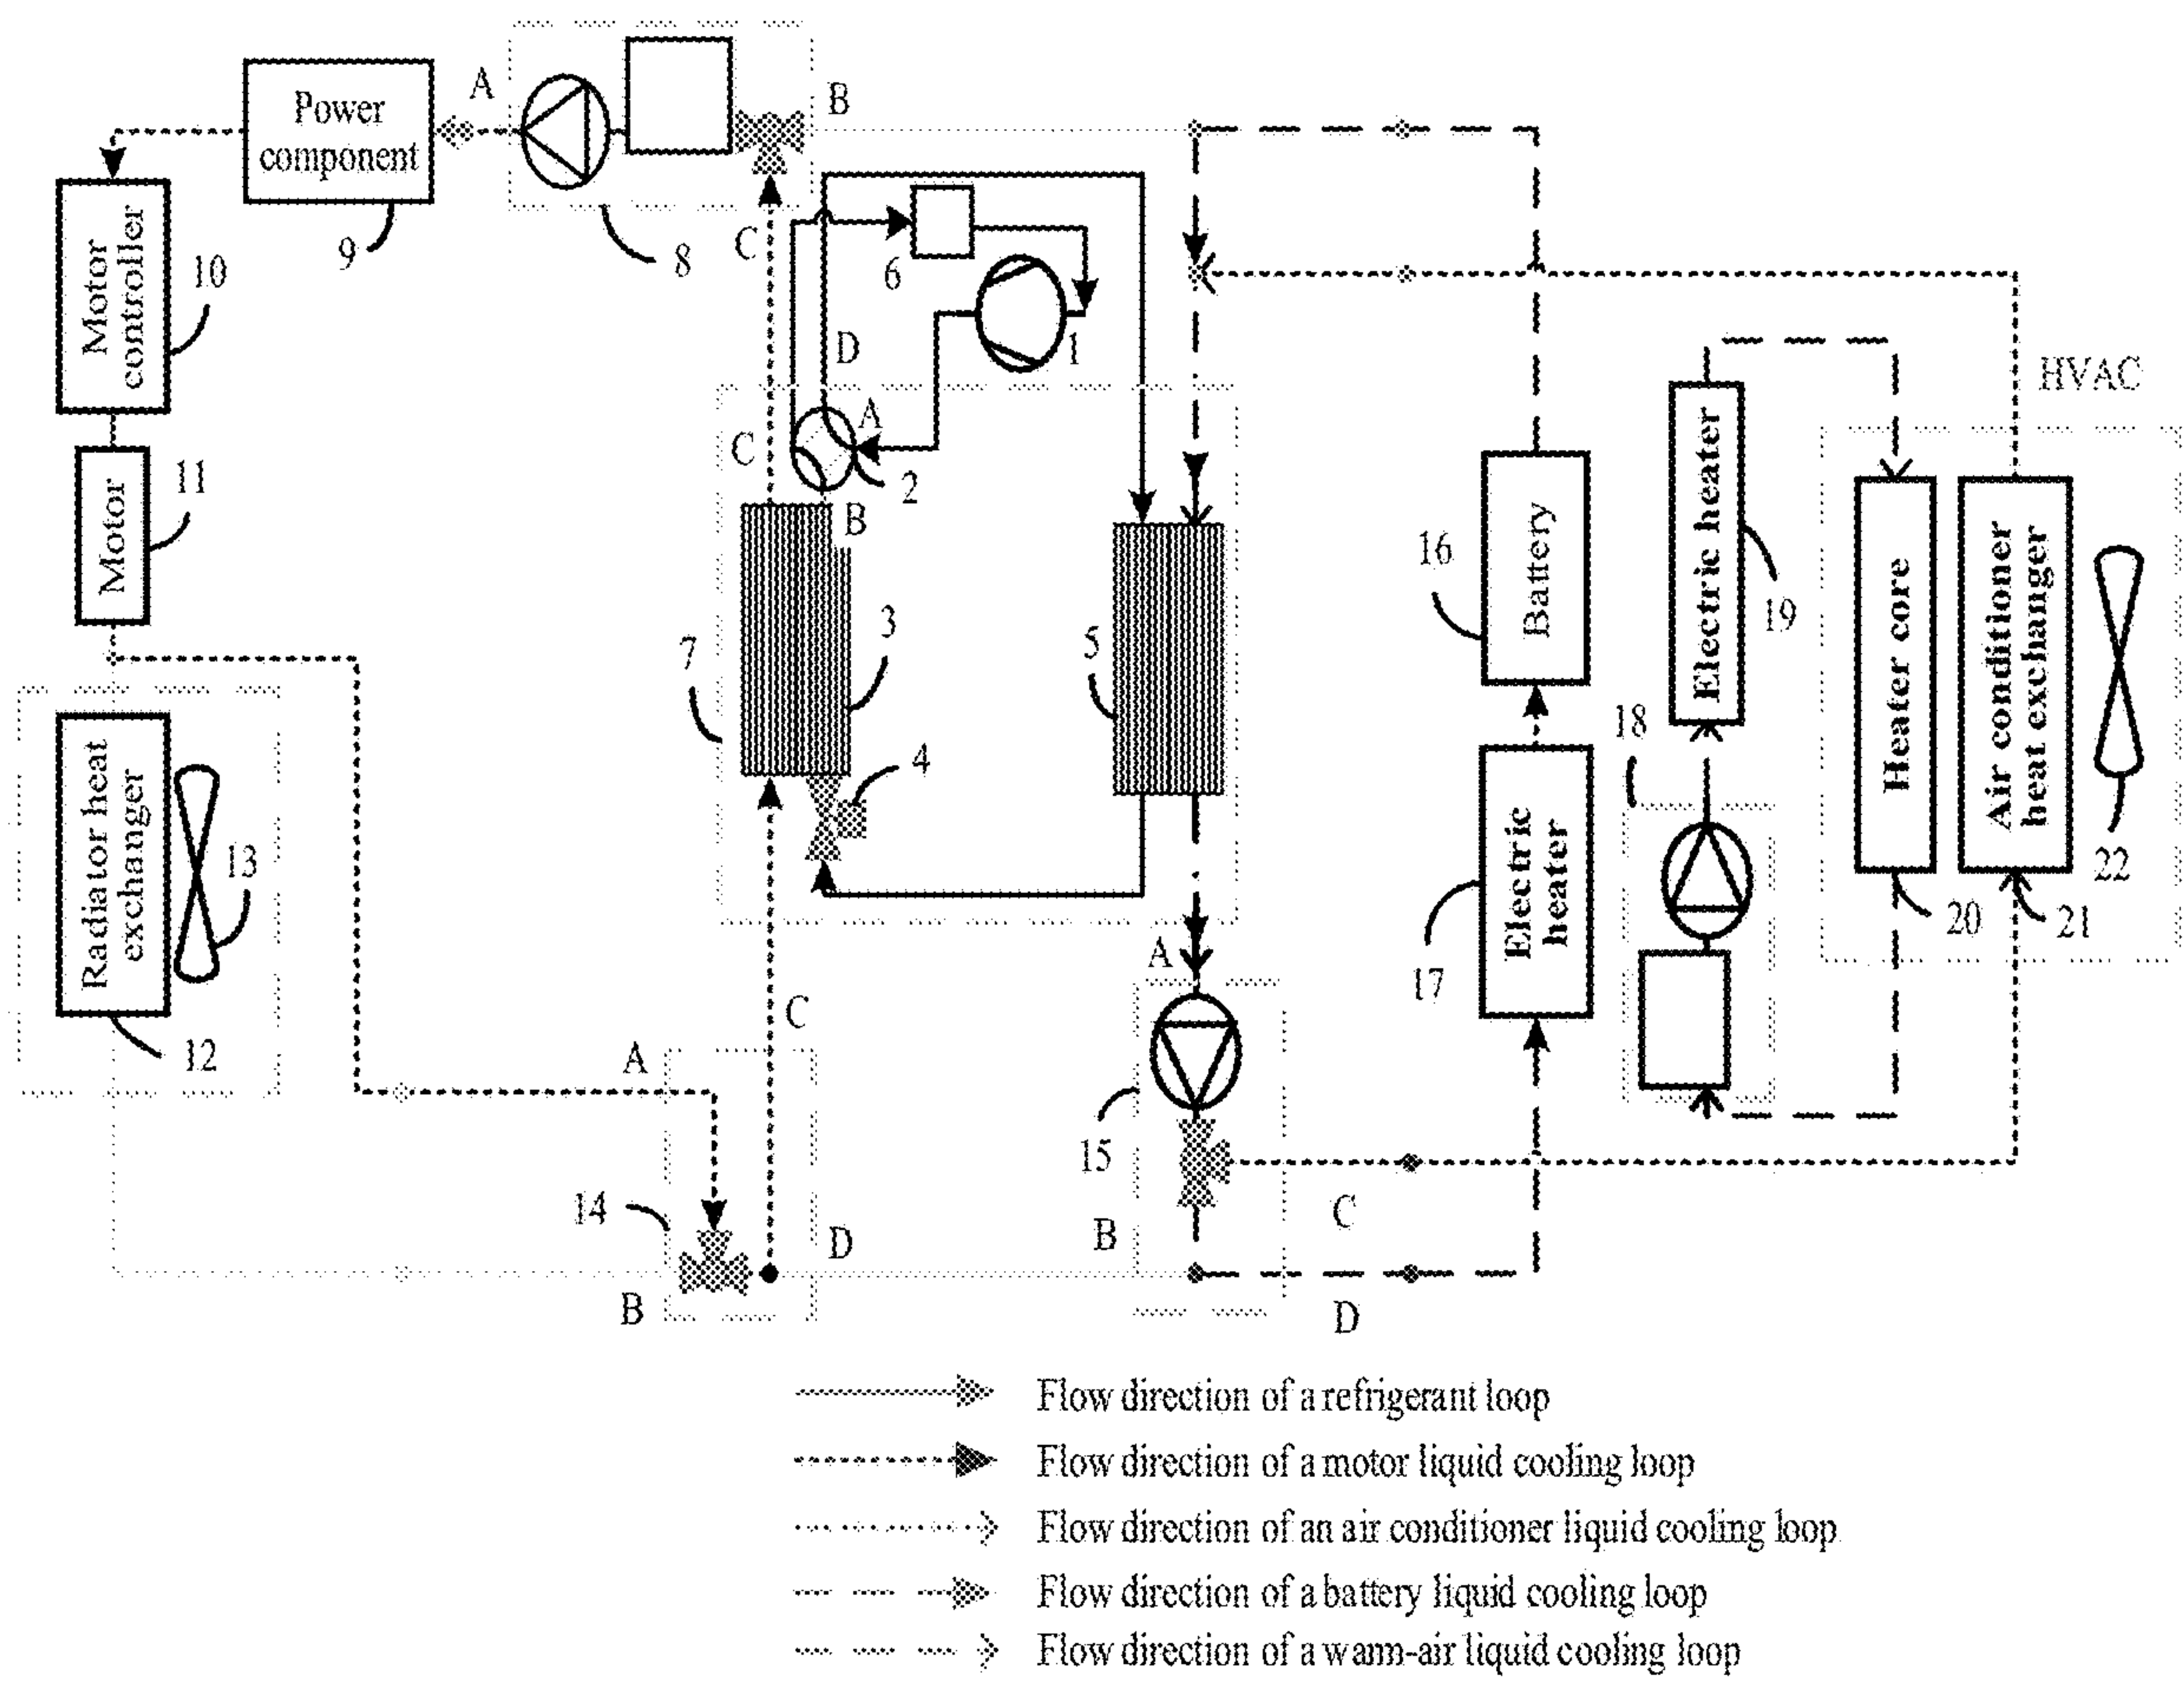 A
B
Power
component
9
8
C
6
1
D
Motor
controller
10
HVAC
C
A
2
B
Motor
11
16
Battery
Electric heater
19
Heater core
Air conditioner
heat exchanger
7
3
5
4
18
Radiator heat
exchanger
13
12
Electric
heater
17
20
21
22
A
C
A
15
14
D
B
C
B
D
Flow direction of a refrigerant loop
Flow direction of a motor liquid cooling loop
Flow direction of an air conditioner liquid cooling loop
Flow direction of a battery liquid cooling loop
Flow direction of a warm-air liquid cooling loop